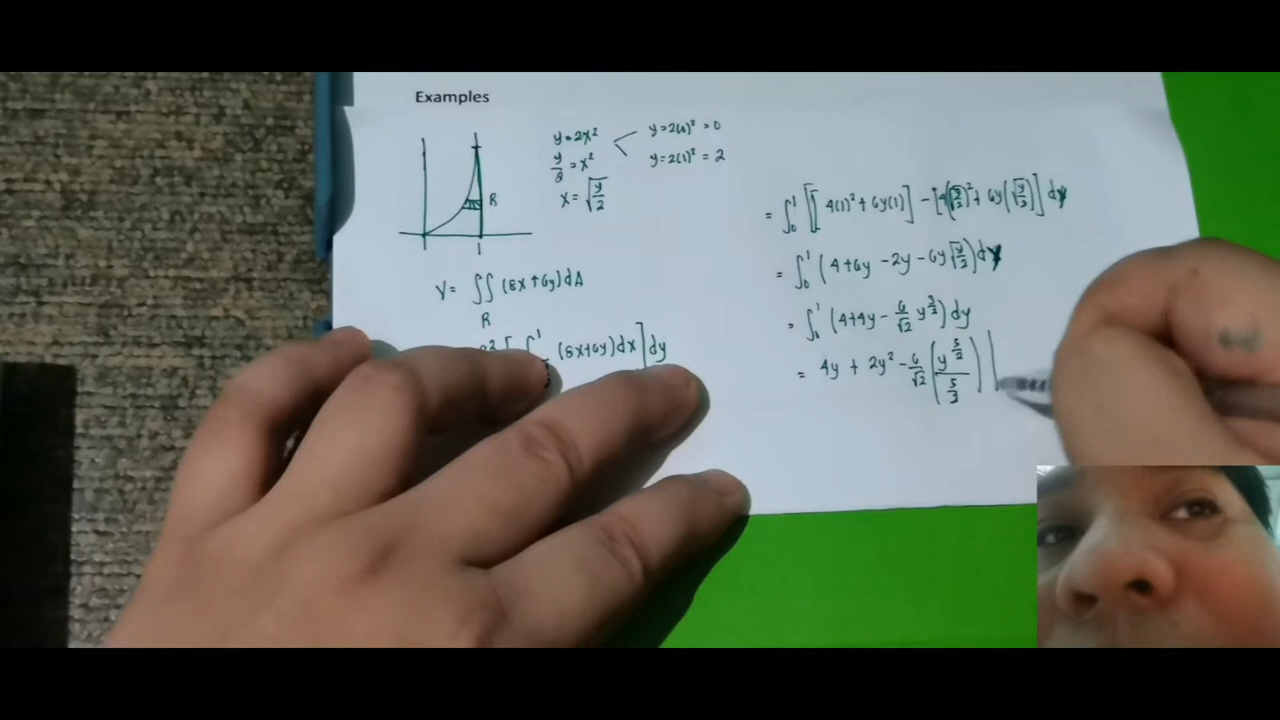 Examples
y=2x²
y/2 = x²
x = √(y/2)
y=2(0)² = 0
y=2(1)² = 2
R
1
V = ∬ (8x+6y)dA
R
(8x+6y)dx] dy
= ∫₀¹ [[4(1)²+6y(1)] - [4(√(y/2))²+ 6y(√(y/2))] dy
= ∫₀¹ (4+6y -2y -6y√(y/2))dy
= ∫₀¹ (4+4y - 6/√2 y^(3/2)) dy
= 4y + 2y² - 6/√2 (y^(5/2) / (5/2)) |